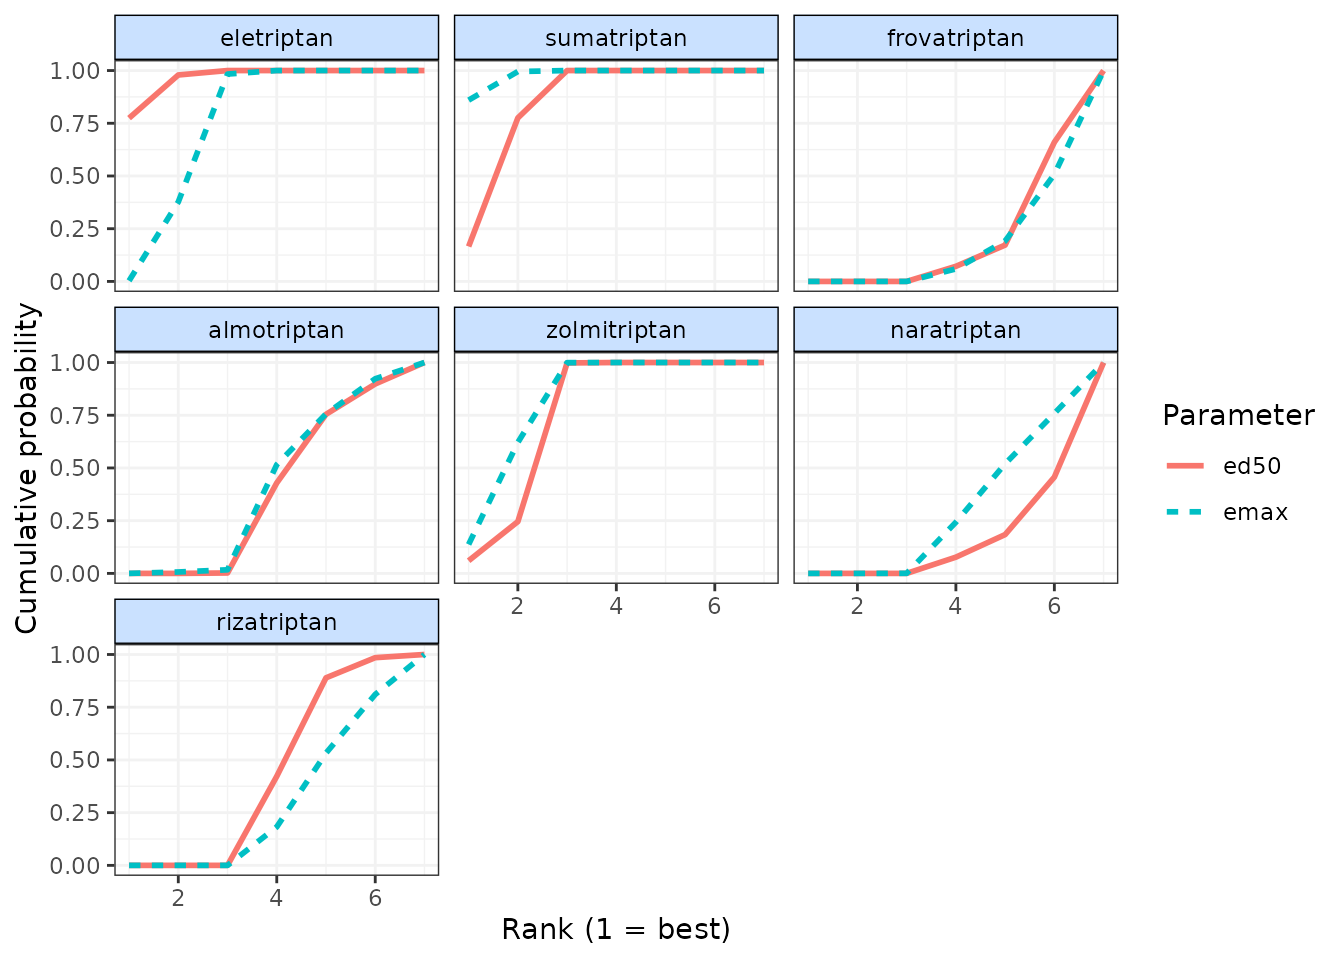 eletriptan sumatriptan frovatriptan
1.00
0.75
0.50
0.25
0.00
almotriptan zolmitriptan naratriptan
1.00
0.75
0.50
0.25
0.00
2 4 6 2 4 6
rizatriptan
1.00
0.75
0.50
0.25
0.00
2 4 6
Cumulative probability
Rank (1 = best)
Parameter
ed50
emax